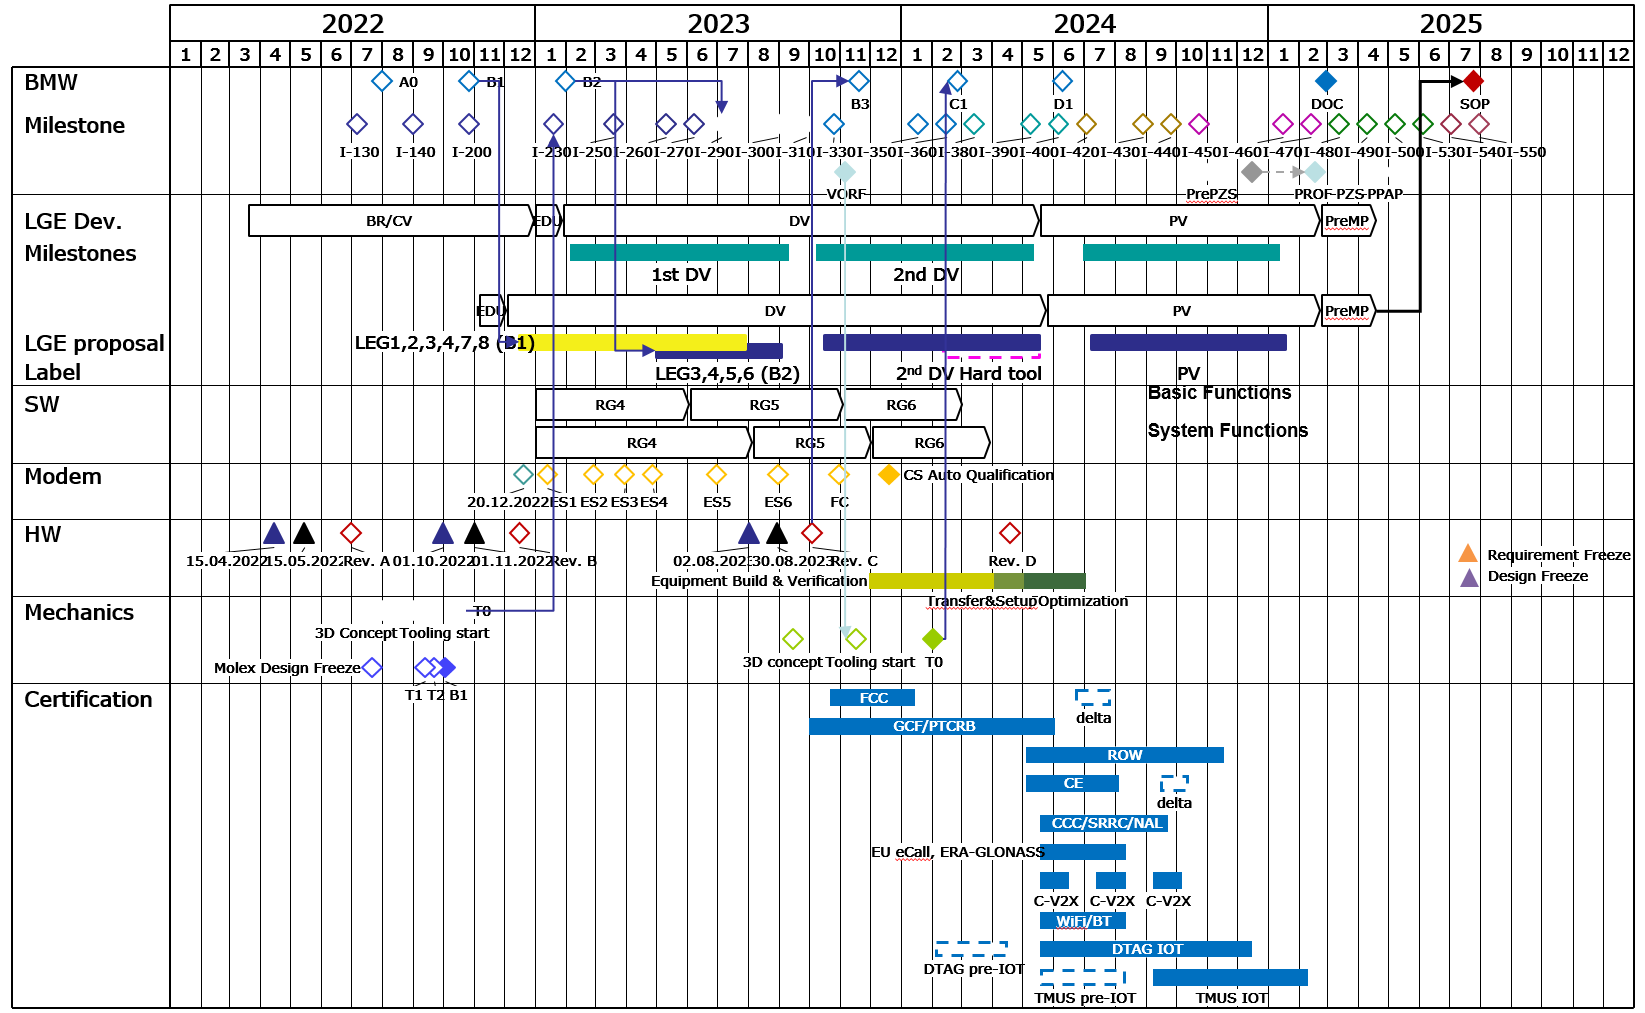 2022 2023 2024 2025
1 2 3 4 5 6 7 8 9 10 11 12 1 2 3 4 5 6 7 8 9 10 11 12 1 2 3 4 5 6 7 8 9 10 11 12 1 2 3 4 5 6 7 8 9 10 11 12
BMW
A0 B1 B2
B3 C1 D1 DOC SOP
Milestone
I-130 I-140 I-200 I-230 I-250 I-260 I-270 I-290 I-300 I-310 I-330 I-350 I-360 I-380 I-390 I-400 I-420 I-430 I-440 I-450 I-460 I-470 I-480 I-490 I-500 I-530 I-540 I-550
VORF PrePZS PROF-PZS-PPAP
LGE Dev.
BR/CV EDU DV PV PreMP
Milestones
1st DV 2nd DV
EDU DV PV PreMP
LGE proposal
LEG1,2,3,4,7,8 (B1)
Label
LEG3,4,5,6 (B2) 2nd DV Hard tool PV
Basic Functions
SW
RG4 RG5 RG6
System Functions
RG4 RG5 RG6
Modem
CS Auto Qualification
20.12.2022 ES1 ES2 ES3 ES4 ES5 ES6 FC
HW
15.04.2022 15.05.2022 Rev. A 01.10.2022 01.11.2022 Rev. B 02.08.2023 30.08.2023 Rev. C Rev. D
Requirement Freeze
Design Freeze
Equipment Build & Verification
Transfer&Setup Optimization
Mechanics
T0
3D Concept Tooling start
3D concept Tooling start T0
Molex Design Freeze
T1 T2 B1
Certification
FCC
delta
GCF/PTCRB
ROW
CE
delta
CCC/SRRC/NAL
EU eCall, ERA-GLONASS
C-V2X C-V2X C-V2X
WiFi/BT
DTAG IOT
DTAG pre-IOT
TMUS pre-IOT TMUS IOT